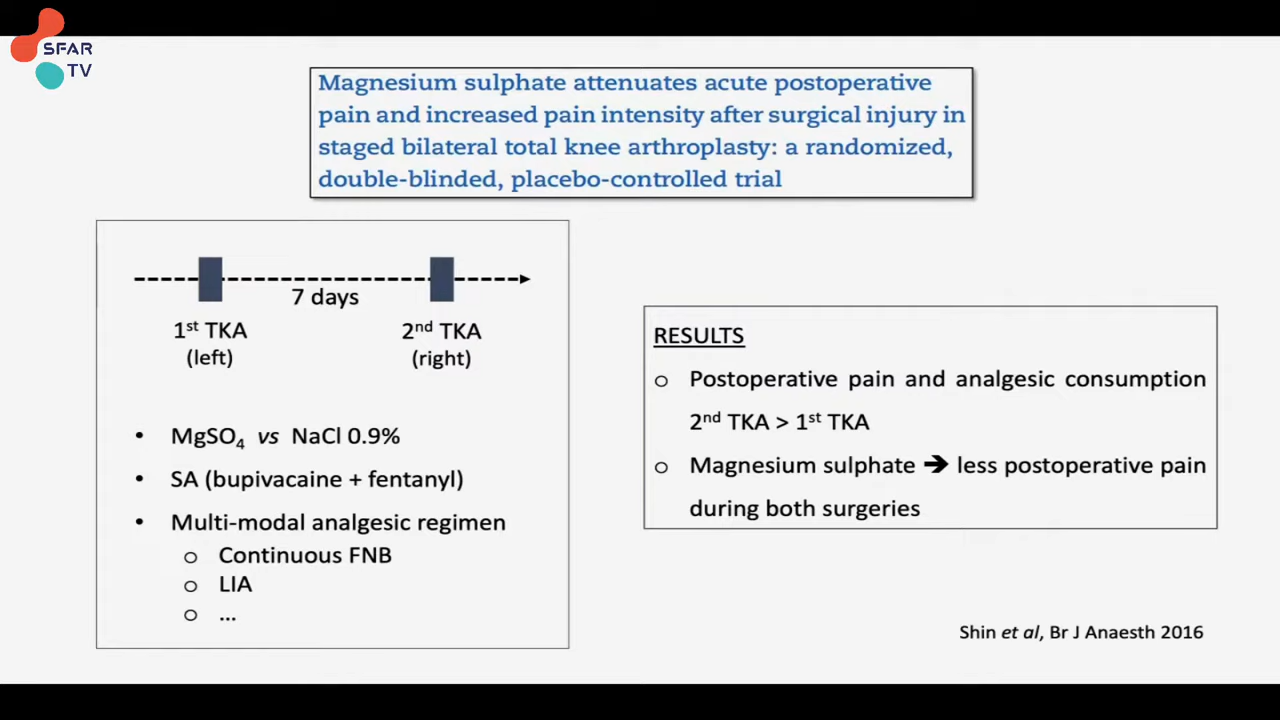 SFAR
TV
Magnesium sulphate attenuates acute postoperative
pain and increased pain intensity after surgical injury in
staged bilateral total knee arthroplasty: a randomized,
double-blinded, placebo-controlled trial
7 days
1st TKA
(left)
2nd TKA
(right)
• MgSO4 vs NaCl 0.9%
• SA (bupivacaine + fentanyl)
• Multi-modal analgesic regimen
o Continuous FNB
o LIA
o ...
RESULTS
o Postoperative pain and analgesic consumption
2nd TKA > 1st TKA
o Magnesium sulphate ➔ less postoperative pain
during both surgeries
Shin et al, Br J Anaesth 2016